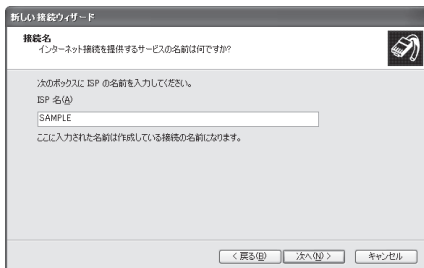 新しい接続ウィザード
接続名
インターネット接続を提供するサービスの名前は何ですか?
次のボックスに ISP の名前を入力してください。
ISP 名(A)
SAMPLE
ここに入力された名前は作成している接続の名前になります。
< 戻る(B)
次へ(N) >
キャンセル